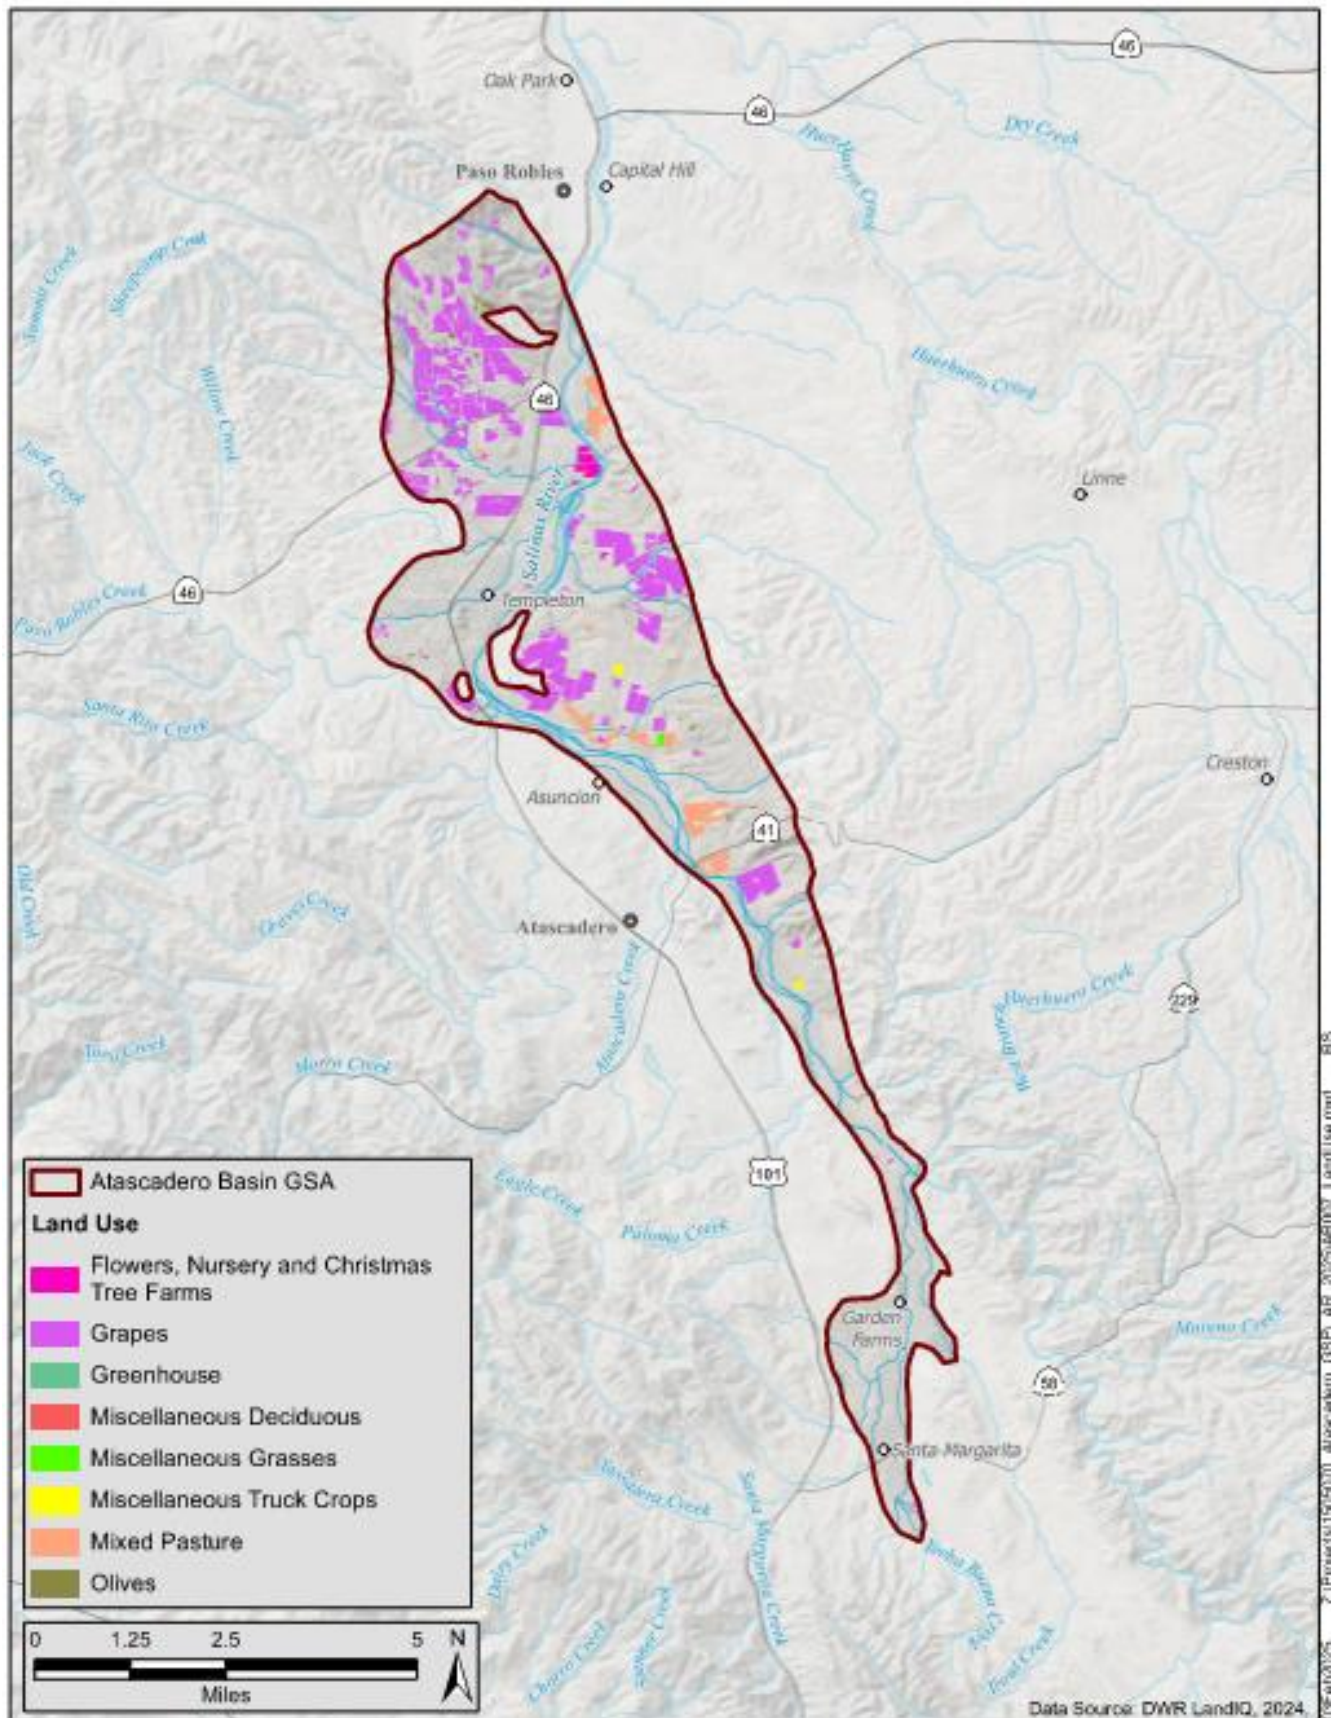 46
Oak Park
46
Dry Creek
Paso Robles
Capital Hill
Summit Creek
Sheepcamp Creek
Willow Creek
Huerhuero Creek
46
Jack Creek
Linne
Salinas River
46
Paso Robles Creek
Templeton
Santa Rita Creek
Creston
Asuncion
41
Graves Creek
Atascadero
Atascadero Creek
Huerhuero Creek
229
Toro Creek
Morro Creek
Atascadero Basin GSA
Land Use
Flowers, Nursery and Christmas
Tree Farms
Grapes
Greenhouse
Miscellaneous Deciduous
Miscellaneous Grasses
Miscellaneous Truck Crops
Mixed Pasture
Olives
Eagle Creek
101
Paloma Creek
Garden
Farms
Moreno Creek
58
Santa Margarita
Santa Margarita Creek
Trout Creek
0 1.25 2.5 5 N
Miles
Data Source: DWR LandIQ, 2024